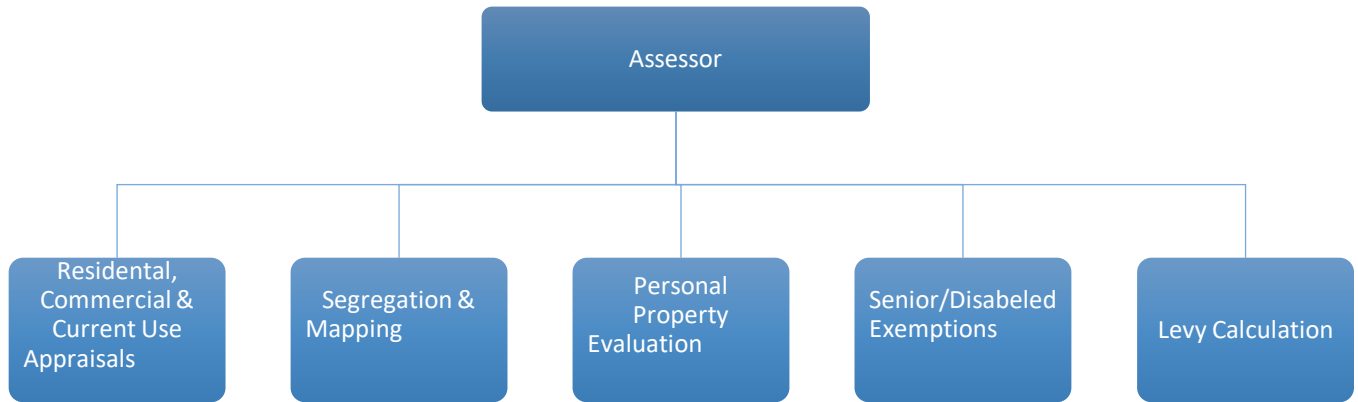 Assessor
Residental,
Commercial &
Current Use
Appraisals
Segregation &
Mapping
Personal
Property
Evaluation
Senior/Disabeled
Exemptions
Levy Calculation